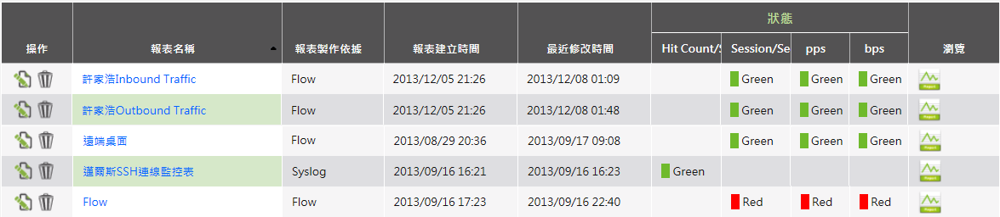 狀態
操作 報表名稱 報表製作依據 報表建立時間 最近修改時間 Hit Count/S Session/Se pps bps 瀏覽
許家浩Inbound Traffic Flow 2013/12/05 21:26 2013/12/08 01:09 Green Green Green
許家浩Outbound Traffic Flow 2013/12/05 21:26 2013/12/08 01:48 Green Green Green
遠端桌面 Flow 2013/08/29 20:36 2013/09/17 09:08 Green Green Green
邁爾斯SSH連線監控表 Syslog 2013/09/16 16:21 2013/09/16 16:23 Green
Flow Flow 2013/09/16 17:23 2013/09/16 22:40 Red Red Red